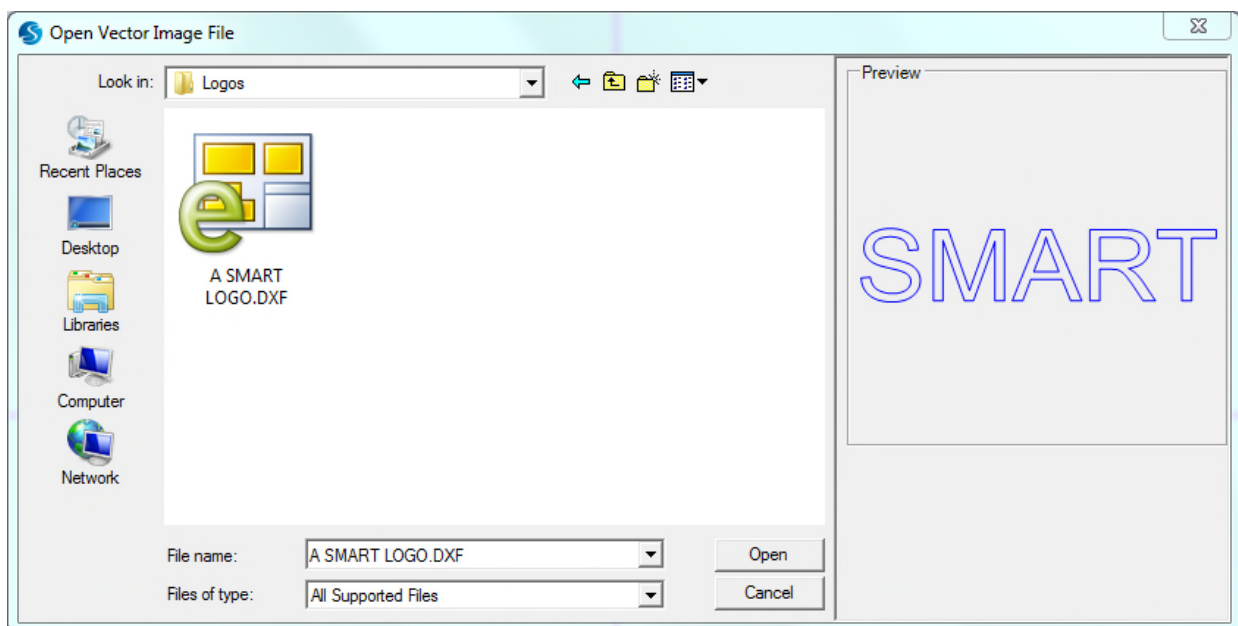 Open Vector Image File
Look in:
Logos
Preview
Recent Places
Desktop
Libraries
Computer
Network
A SMART
LOGO.DXF
SMART
File name:
A SMART LOGO.DXF
Open
Files of type:
All Supported Files
Cancel